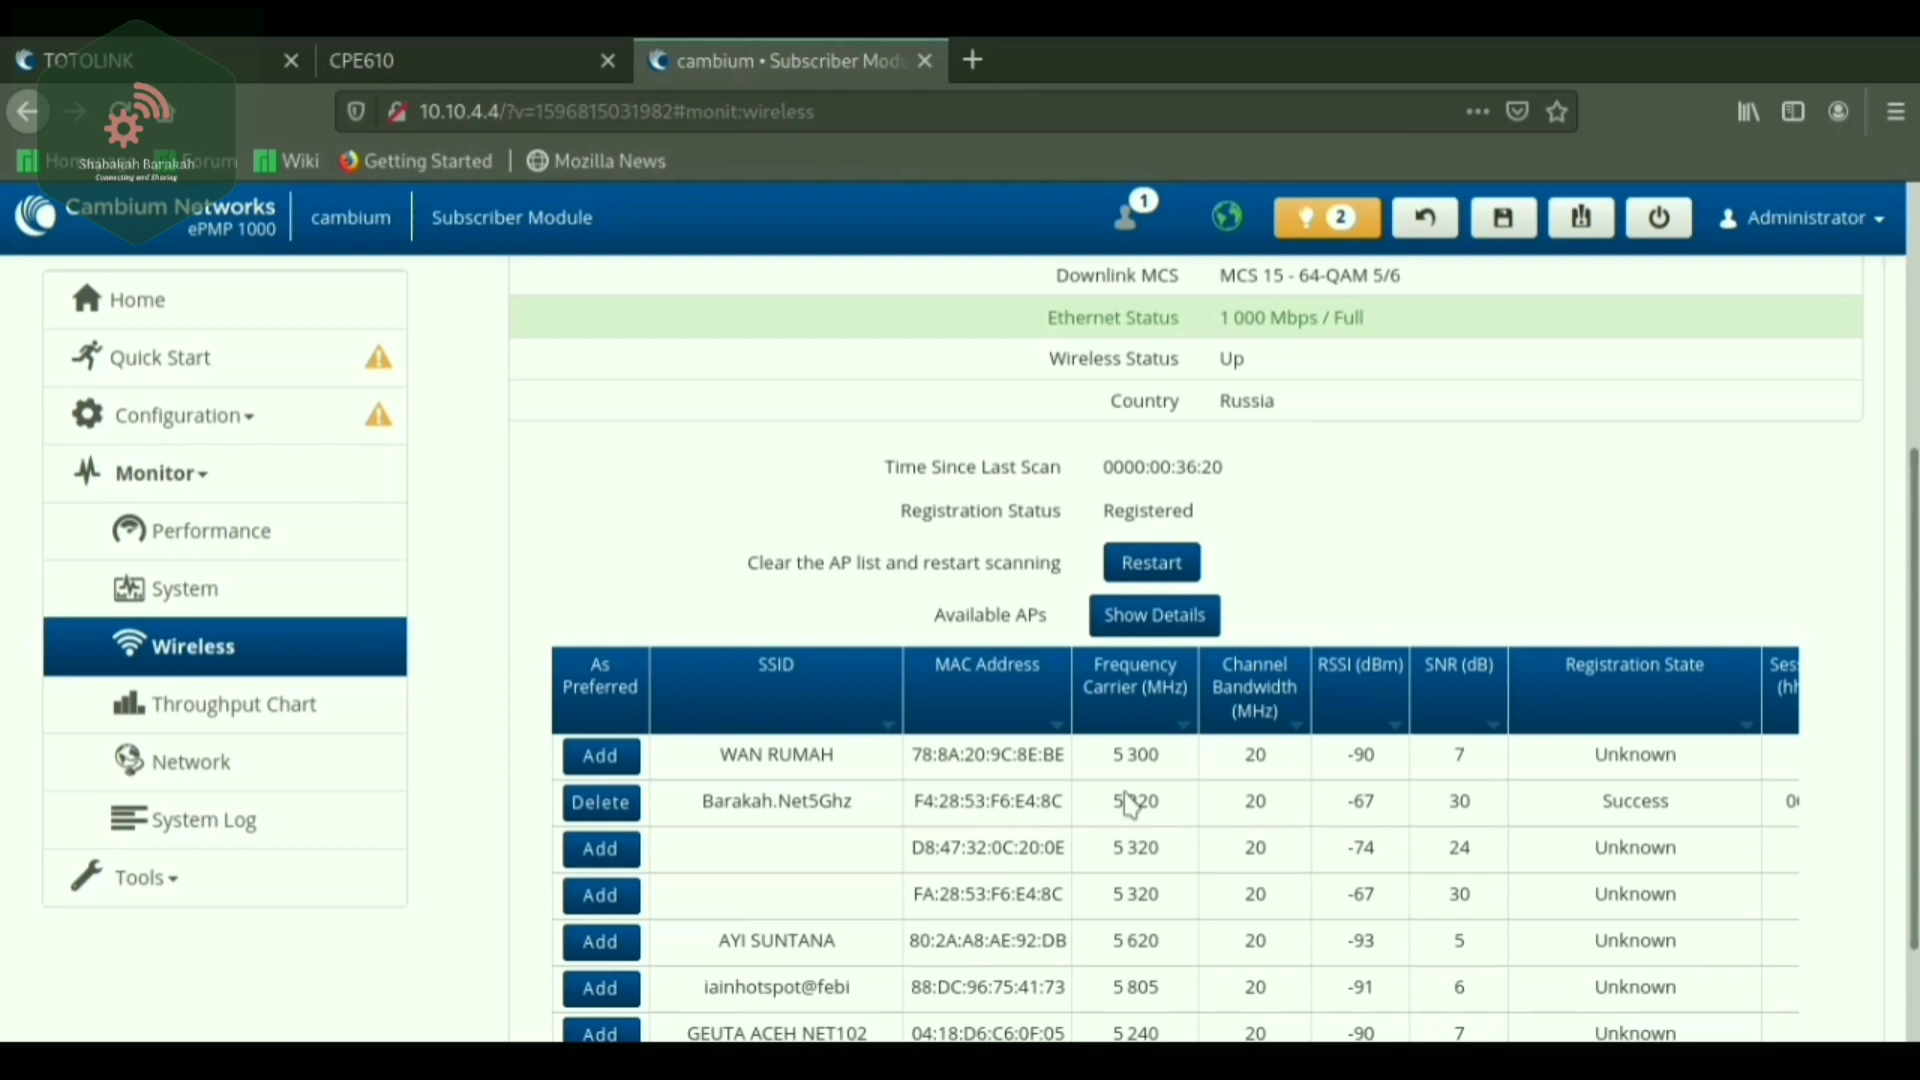 TOTOLINK
CPE610
cambium • Subscriber Modu
10.10.4.4/?v=1596815031982#monit:wireless
Shabakah Barakah
Connecting and Sharing
Forum
Wiki
Getting Started
Mozilla News
Cambium Networks
ePMP 1000
cambium
Subscriber Module
1
2
Administrator
Home
Quick Start
Configuration
Monitor
Performance
System
Wireless
Throughput Chart
Network
System Log
Tools
Downlink MCS MCS 15 - 64-QAM 5/6
Ethernet Status 1 000 Mbps / Full
Wireless Status Up
Country Russia
Time Since Last Scan 0000:00:36:20
Registration Status Registered
Clear the AP list and restart scanning Restart
Available APs Show Details
As Preferred SSID MAC Address Frequency Carrier (MHz) Channel Bandwidth (MHz) RSSI (dBm) SNR (dB) Registration State Ses (hh
Add WAN RUMAH 78:8A:20:9C:8E:BE 5 300 20 -90 7 Unknown
Delete Barakah.Net5Ghz F4:28:53:F6:E4:8C 20 -67 30 Success
Add D8:47:32:0C:20:0E 5 320 20 -74 24 Unknown
Add FA:28:53:F6:E4:8C 5 320 20 -67 30 Unknown
Add AYI SUNTANA 80:2A:A8:AE:92:DB 5 620 20 -93 5 Unknown
Add iainhotspot@febi 88:DC:96:75:41:73 5 805 20 -91 6 Unknown
Add GEUTA ACEH NET102 04:18:D6:C6:0F:05 5 240 20 -90 7 Unknown